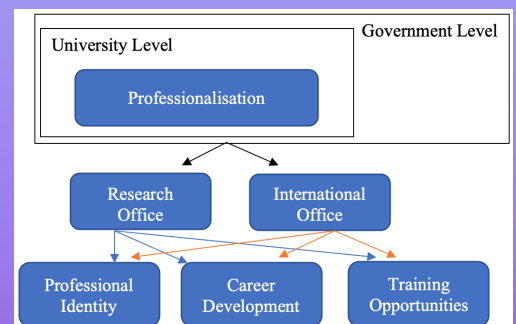 Government Level
University Level
Professionalisation
Research
Office
International
Office
Professional
Identity
Career
Development
Training
Opportunities